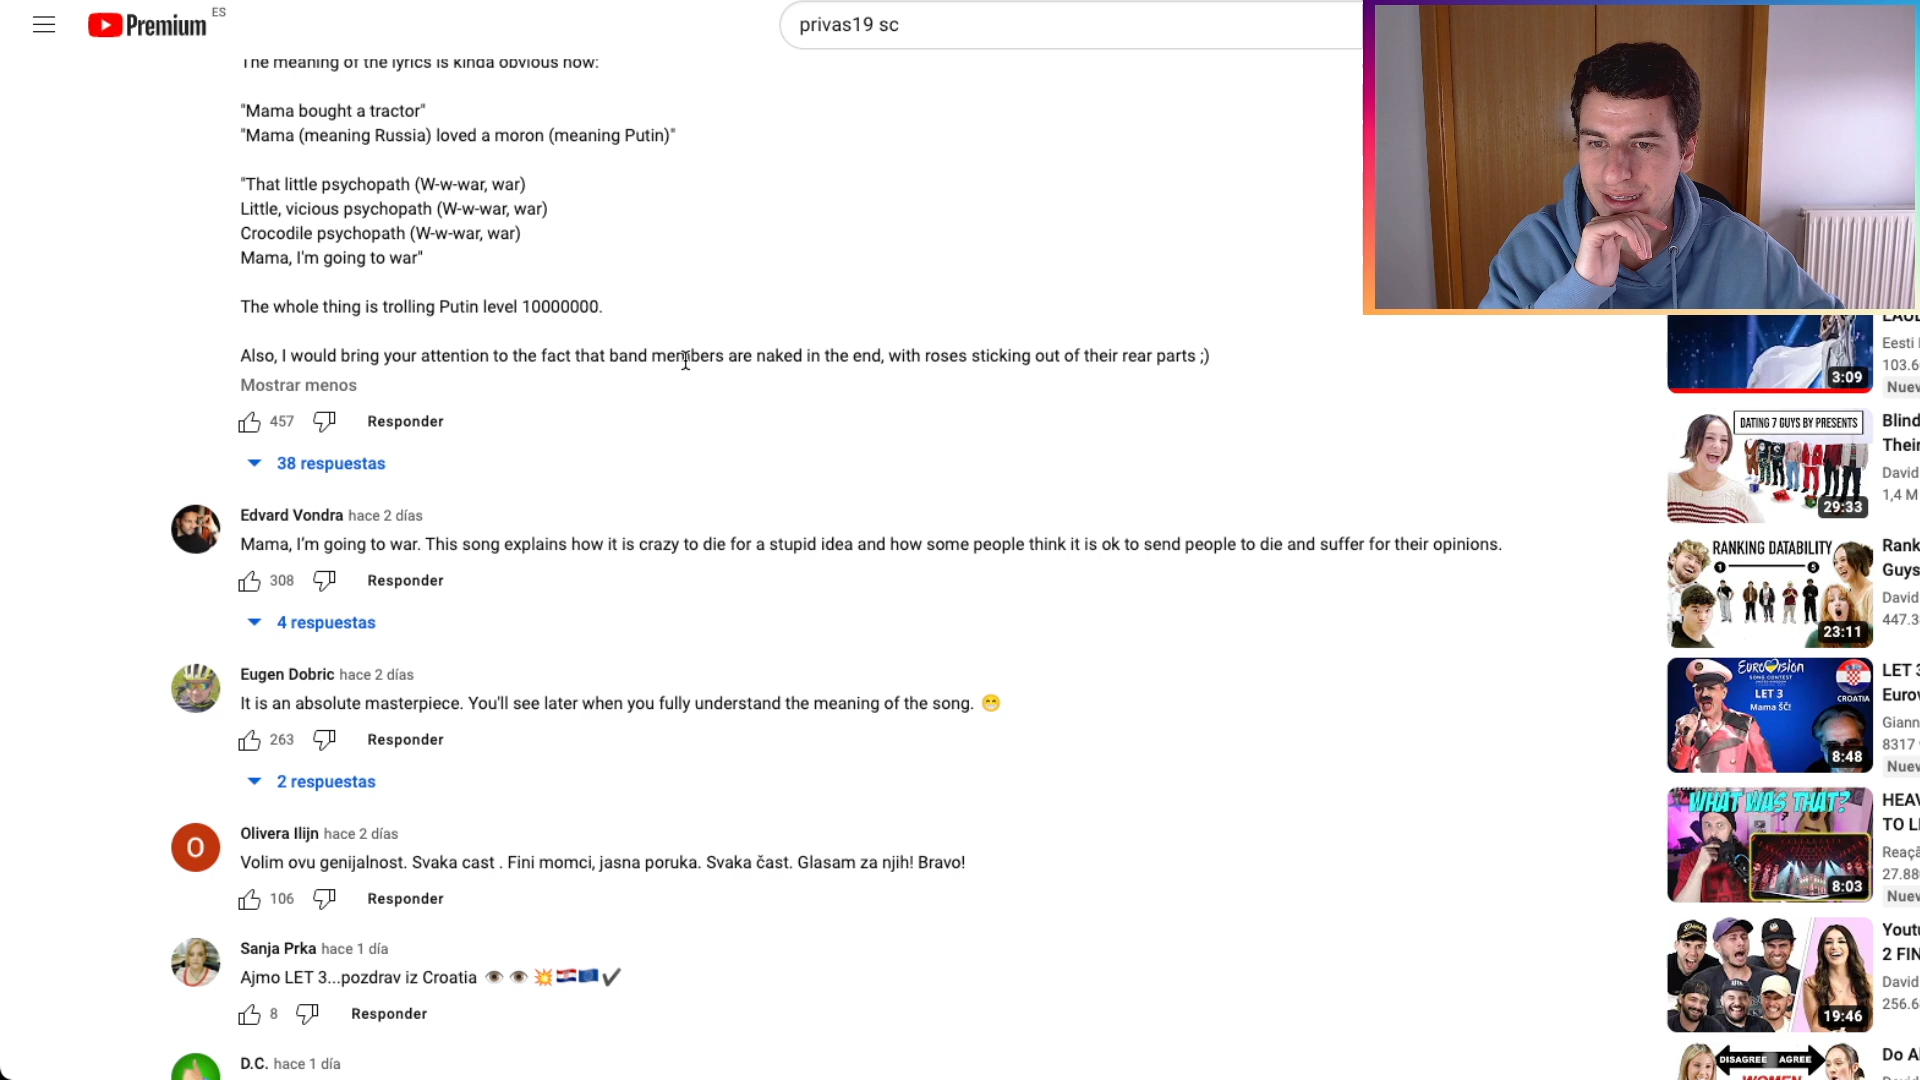 Premium ES
privas19 sc
The meaning of the lyrics is kinda obvious now:
"Mama bought a tractor"
"Mama (meaning Russia) loved a moron (meaning Putin)"
"That little psychopath (W-w-war, war)
Little, vicious psychopath (W-w-war, war)
Crocodile psychopath (W-w-war, war)
Mama, I'm going to war"
The whole thing is trolling Putin level 10000000.
Also, I would bring your attention to the fact that band members are naked in the end, with roses sticking out of their rear parts ;)
Mostrar menos
457 Responder
38 respuestas
Edvard Vondra hace 2 días
Mama, I'm going to war. This song explains how it is crazy to die for a stupid idea and how some people think it is ok to send people to die and suffer for their opinions.
308 Responder
4 respuestas
Eugen Dobric hace 2 días
It is an absolute masterpiece. You'll see later when you fully understand the meaning of the song. 😁
263 Responder
2 respuestas
O
Olivera Ilijn hace 2 días
Volim ovu genijalnost. Svaka cast . Fini momci, jasna poruka. Svaka čast. Glasam za njih! Bravo!
106 Responder
Sanja Prka hace 1 día
Ajmo LET 3...pozdrav iz Croatia 👁️ 👁️ 💥🇭🇷🇪🇺✔️
8 Responder
D.C. hace 1 día
3:09
Eesti
103.6
Nuev
DATING 7 GUYS BY PRESENTS
29:33
Blind
Their
David
1,4 M
RANKING DATABILITY
1 5
23:11
Rank
Guys
David
447.3
EUROVISION
SONG CONTEST
LET 3
Mama ŠČ!
CROATIA
8:48
LET 3
Eurov
Giann
8317
Nuev
WHAT WAS THAT?
8:03
HEAV
TO LI
Reaçã
27.88
Nuev
19:46
Youtu
2 FIN
David
256.6
DISAGREE AGREE
WOMEN
Do Al